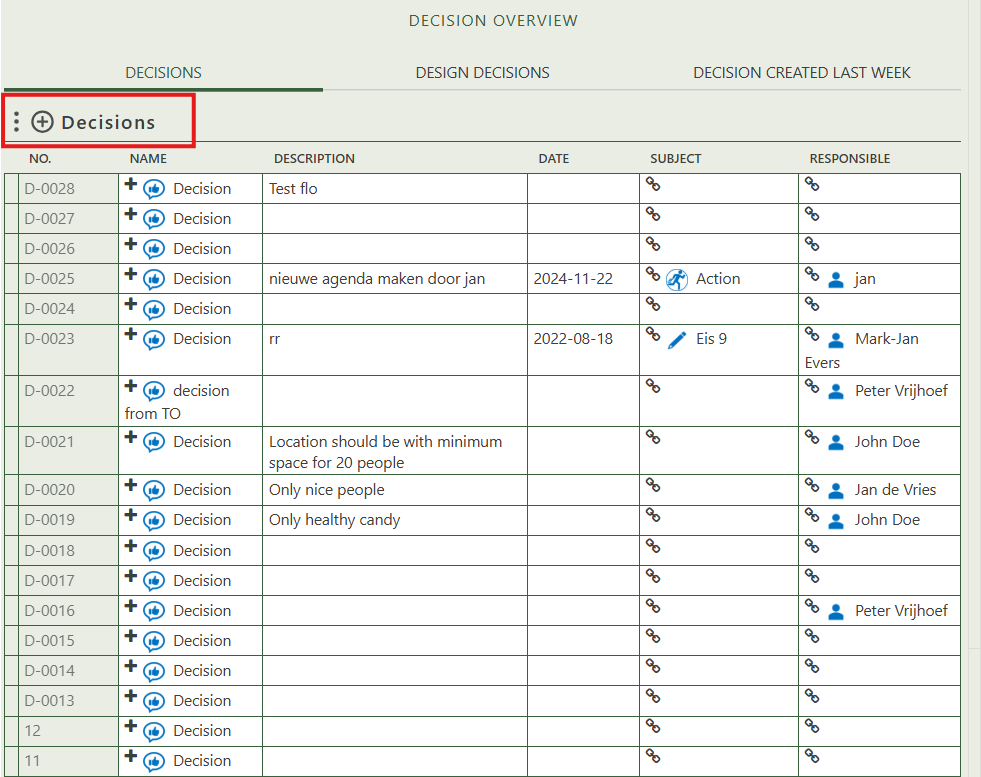 DECISION OVERVIEW
DECISIONS DESIGN DECISIONS DECISION CREATED LAST WEEK
Decisions
NO. NAME DESCRIPTION DATE SUBJECT RESPONSIBLE
D-0028 Decision Test flo
D-0027 Decision
D-0026 Decision
D-0025 Decision nieuwe agenda maken door jan 2024-11-22 Action jan
D-0024 Decision
D-0023 Decision rr 2022-08-18 Eis 9 Mark-Jan
Evers
D-0022 decision Peter Vrijhoef
from TO
D-0021 Decision Location should be with minimum John Doe
space for 20 people
D-0020 Decision Only nice people Jan de Vries
D-0019 Decision Only healthy candy John Doe
D-0018 Decision
D-0017 Decision
D-0016 Decision Peter Vrijhoef
D-0015 Decision
D-0014 Decision
D-0013 Decision
12 Decision
11 Decision